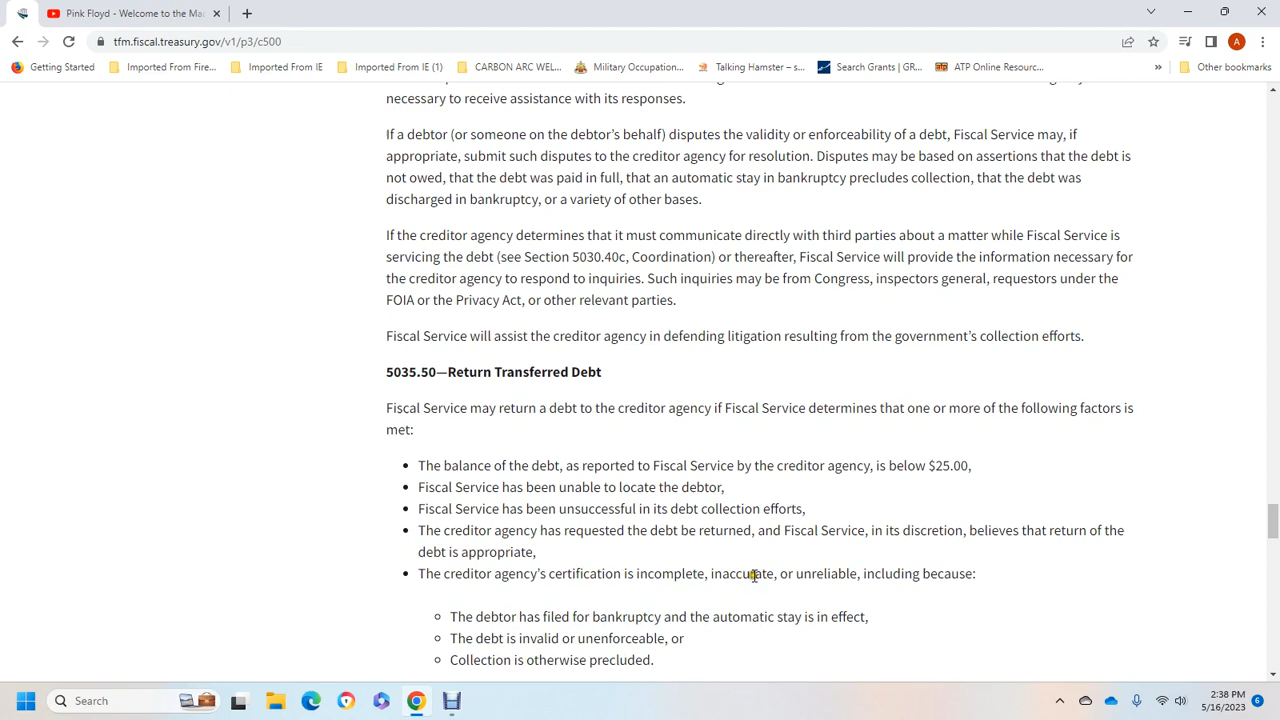 Pink Floyd - Welcome to the Mac
tfm.fiscal.treasury.gov/v1/p3/c500
A
Getting Started
Imported From Fire...
Imported From IE
Imported From IE (1)
CARBON ARC WEL...
Military Occupation...
Talking Hamster – s...
Search Grants | GR...
ATP Online Resourc...
»
Other bookmarks
necessary to receive assistance with its responses.
If a debtor (or someone on the debtor's behalf) disputes the validity or enforceability of a debt, Fiscal Service may, if
appropriate, submit such disputes to the creditor agency for resolution. Disputes may be based on assertions that the debt is
not owed, that the debt was paid in full, that an automatic stay in bankruptcy precludes collection, that the debt was
discharged in bankruptcy, or a variety of other bases.
If the creditor agency determines that it must communicate directly with third parties about a matter while Fiscal Service is
servicing the debt (see Section 5030.40c, Coordination) or thereafter, Fiscal Service will provide the information necessary for
the creditor agency to respond to inquiries. Such inquiries may be from Congress, inspectors general, requestors under the
FOIA or the Privacy Act, or other relevant parties.
Fiscal Service will assist the creditor agency in defending litigation resulting from the government's collection efforts.
5035.50—Return Transferred Debt
Fiscal Service may return a debt to the creditor agency if Fiscal Service determines that one or more of the following factors is
met:
• The balance of the debt, as reported to Fiscal Service by the creditor agency, is below $25.00,
• Fiscal Service has been unable to locate the debtor,
• Fiscal Service has been unsuccessful in its debt collection efforts,
• The creditor agency has requested the debt be returned, and Fiscal Service, in its discretion, believes that return of the
debt is appropriate,
• The creditor agency's certification is incomplete, inaccurate, or unreliable, including because:
◦ The debtor has filed for bankruptcy and the automatic stay is in effect,
◦ The debt is invalid or unenforceable, or
◦ Collection is otherwise precluded.
Search
2:38 PM
5/16/2023
6